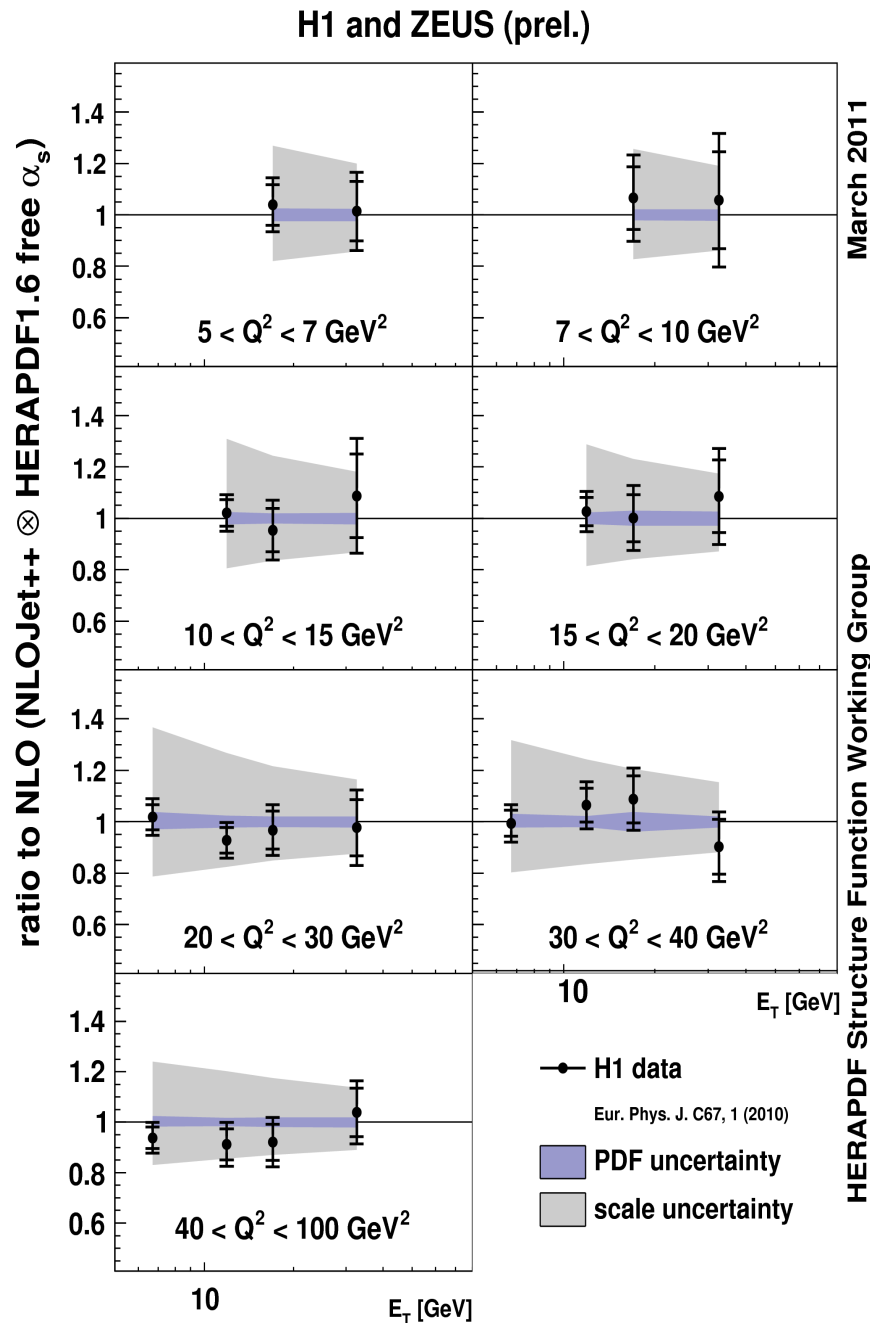 H1 and ZEUS (prel.)
March 2011
ratio to NLO (NLOJet++ ⊗ HERAPDF1.6 free αs)
HERAPDF Structure Function Working Group
1.4
1.2
1
0.8
0.6
5 < Q² < 7 GeV²
7 < Q² < 10 GeV²
1.4
1.2
1
0.8
0.6
10 < Q² < 15 GeV²
15 < Q² < 20 GeV²
1.4
1.2
1
0.8
0.6
20 < Q² < 30 GeV²
30 < Q² < 40 GeV²
10
E_T [GeV]
1.4
1.2
1
0.8
0.6
40 < Q² < 100 GeV²
10
E_T [GeV]
H1 data
Eur. Phys. J. C67, 1 (2010)
PDF uncertainty
scale uncertainty